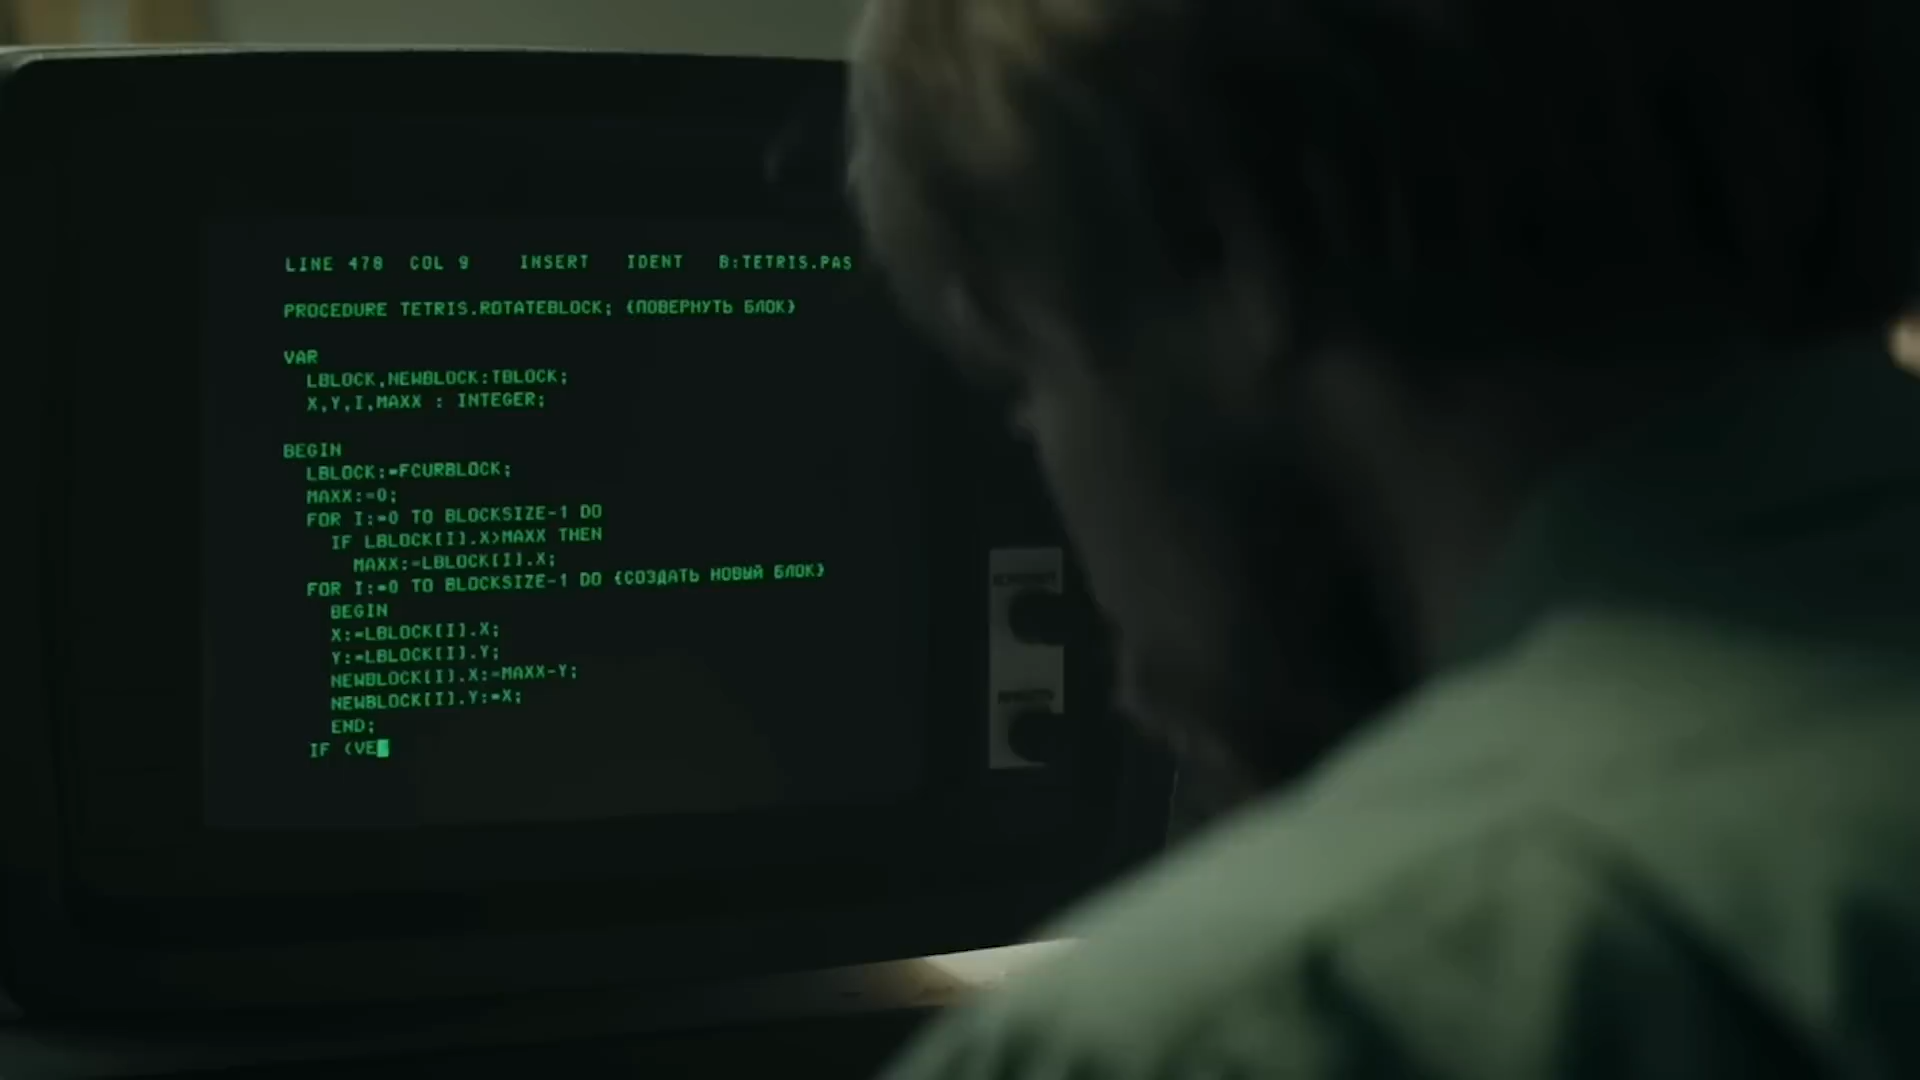 LINE 478 COL 9 INSERT IDENT B:TETRIS.PAS
PROCEDURE TETRIS.ROTATEBLOCK; {ПОВЕРНУТЬ БЛОК}
VAR
LBLOCK,NEWBLOCK:TBLOCK;
X,Y,I,MAXX : INTEGER;
BEGIN
LBLOCK:=FCURBLOCK;
MAXX:=0;
FOR I:=0 TO BLOCKSIZE-1 DO
IF LBLOCK[I].X>MAXX THEN
MAXX:=LBLOCK[I].X;
FOR I:=0 TO BLOCKSIZE-1 DO {СОЗДАТЬ НОВЫЙ БЛОК}
BEGIN
X:=LBLOCK[I].X;
Y:=LBLOCK[I].Y;
NEWBLOCK[I].X:=MAXX-Y;
NEWBLOCK[I].Y:=X;
END;
IF (VE